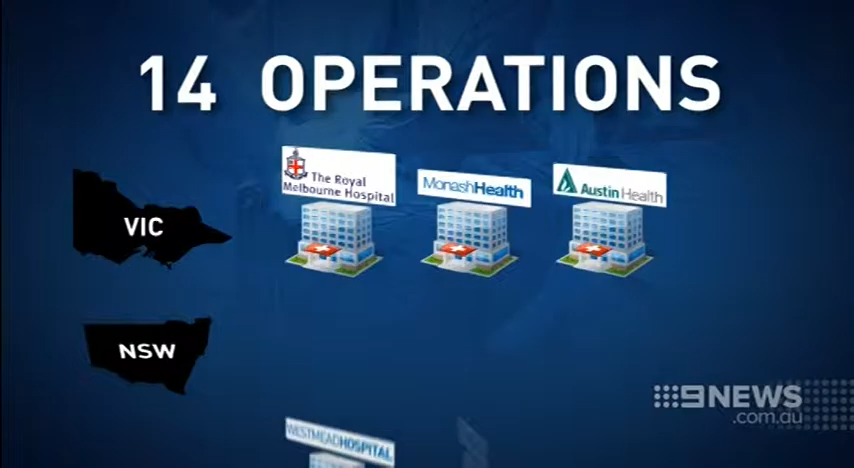 14 OPERATIONS
The Royal
Melbourne Hospital
MonashHealth
Austin Health
VIC
NSW
WESTMEADHOSPITAL
9NEWS
.com.au